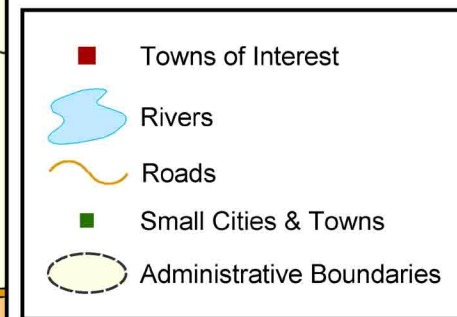 Towns of Interest
Rivers
Roads
Small Cities & Towns
Administrative Boundaries